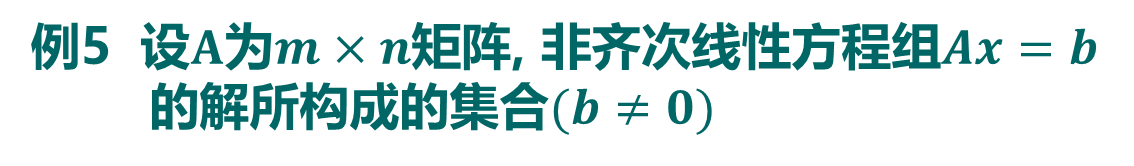 例5 设A为m × n矩阵, 非齐次线性方程组Ax = b
的解所构成的集合(b ≠ 0)